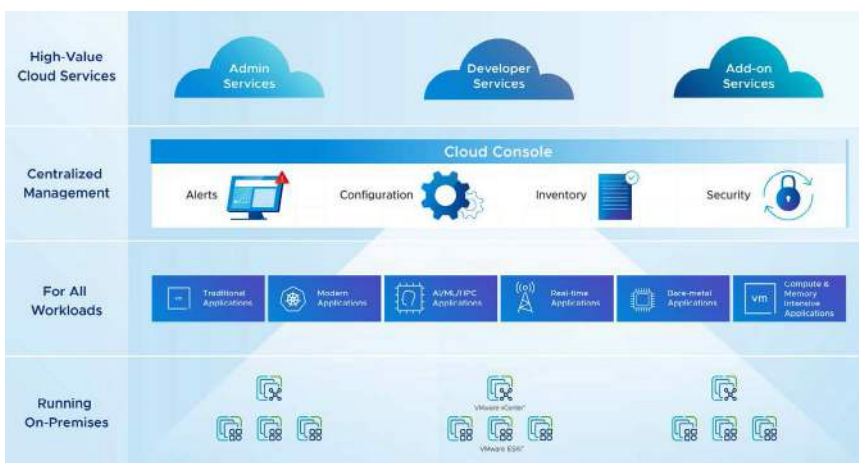 High-Value
Cloud Services
Admin
Services
Developer
Services
Add-on
Services
Centralized
Management
Cloud Console
Alerts
Configuration
Inventory
Security
For All
Workloads
vm
Traditional
Applications
Modern
Applications
AI/ML/HPC
Applications
Real-time
Applications
Bare-metal
Applications
vm
Compute &
Memory
Intensive
Applications
Running
On-Premises
VMware vCenter®
VMware ESXi™